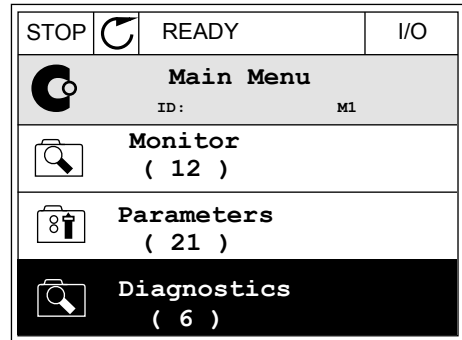 STOP READY I/O
Main Menu
ID: M1
Monitor
( 12 )
Parameters
( 21 )
Diagnostics
( 6 )